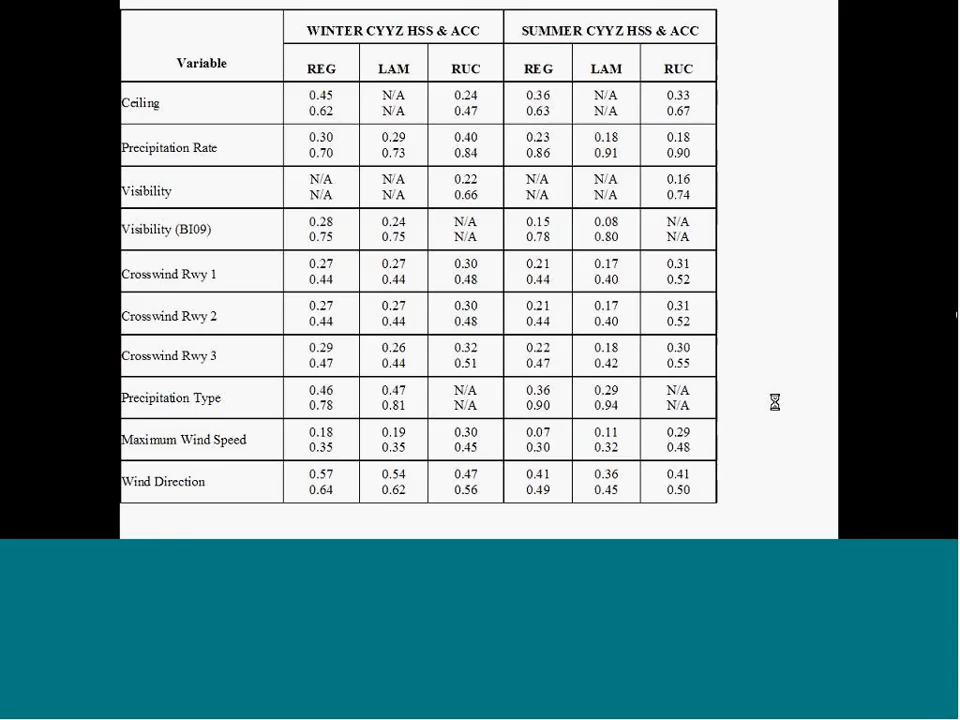 WINTER CYYZ HSS & ACC SUMMER CYYZ HSS & ACC
Variable REG LAM RUC REG LAM RUC
Ceiling 0.45 N/A 0.24 0.36 N/A 0.33
0.62 N/A 0.47 0.63 N/A 0.67
Precipitation Rate 0.30 0.29 0.40 0.23 0.18 0.18
0.70 0.73 0.84 0.86 0.91 0.90
Visibility N/A N/A 0.22 N/A N/A 0.16
N/A N/A 0.66 N/A N/A 0.74
Visibility (BI09) 0.28 0.24 N/A 0.15 0.08 N/A
0.75 0.75 N/A 0.78 0.80 N/A
Crosswind Rwy 1 0.27 0.27 0.30 0.21 0.17 0.31
0.44 0.44 0.48 0.44 0.40 0.52
Crosswind Rwy 2 0.27 0.27 0.30 0.21 0.17 0.31
0.44 0.44 0.48 0.44 0.40 0.52
Crosswind Rwy 3 0.29 0.26 0.32 0.22 0.18 0.30
0.47 0.44 0.51 0.47 0.42 0.55
Precipitation Type 0.46 0.47 N/A 0.36 0.29 N/A
0.78 0.81 N/A 0.90 0.94 N/A
Maximum Wind Speed 0.18 0.19 0.30 0.07 0.11 0.29
0.35 0.35 0.45 0.30 0.32 0.48
Wind Direction 0.57 0.54 0.47 0.41 0.36 0.41
0.64 0.62 0.56 0.49 0.45 0.50